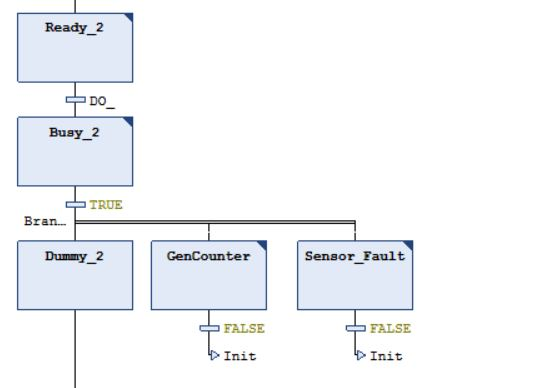 Ready_2
DO_
Busy_2
TRUE
Bran...
Dummy_2 GenCounter Sensor_Fault
FALSE FALSE
Init Init